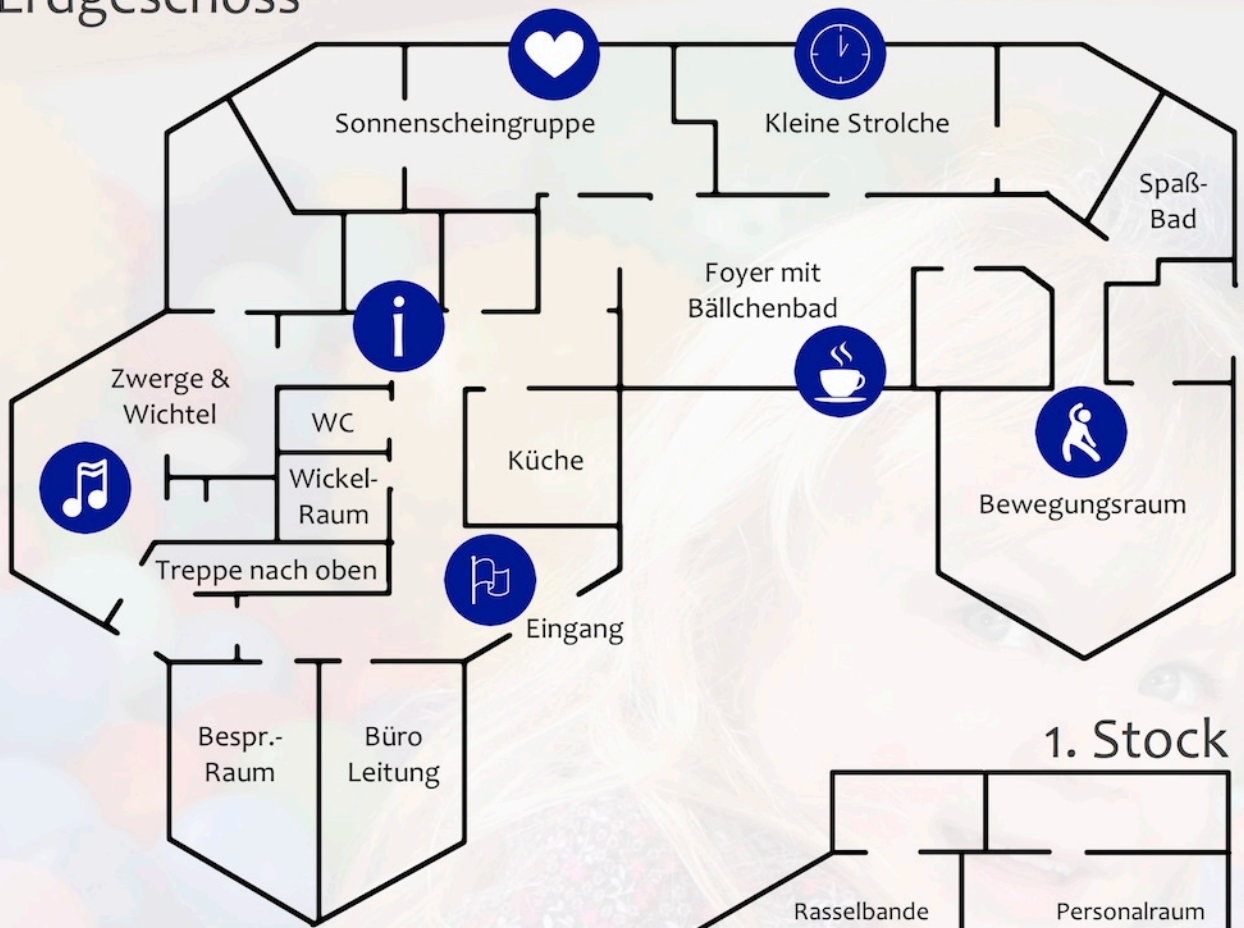 Erdgeschoss
Sonnenscheingruppe
Kleine Strolche
Spaß-
Bad
Foyer mit
Bällchenbad
i
Zwerge &
Wichtel
WC
Küche
Wickel-
Raum
Bewegungsraum
Treppe nach oben
Eingang
Bespr.-
Raum
Büro
Leitung
1. Stock
Rasselbande
Personalraum